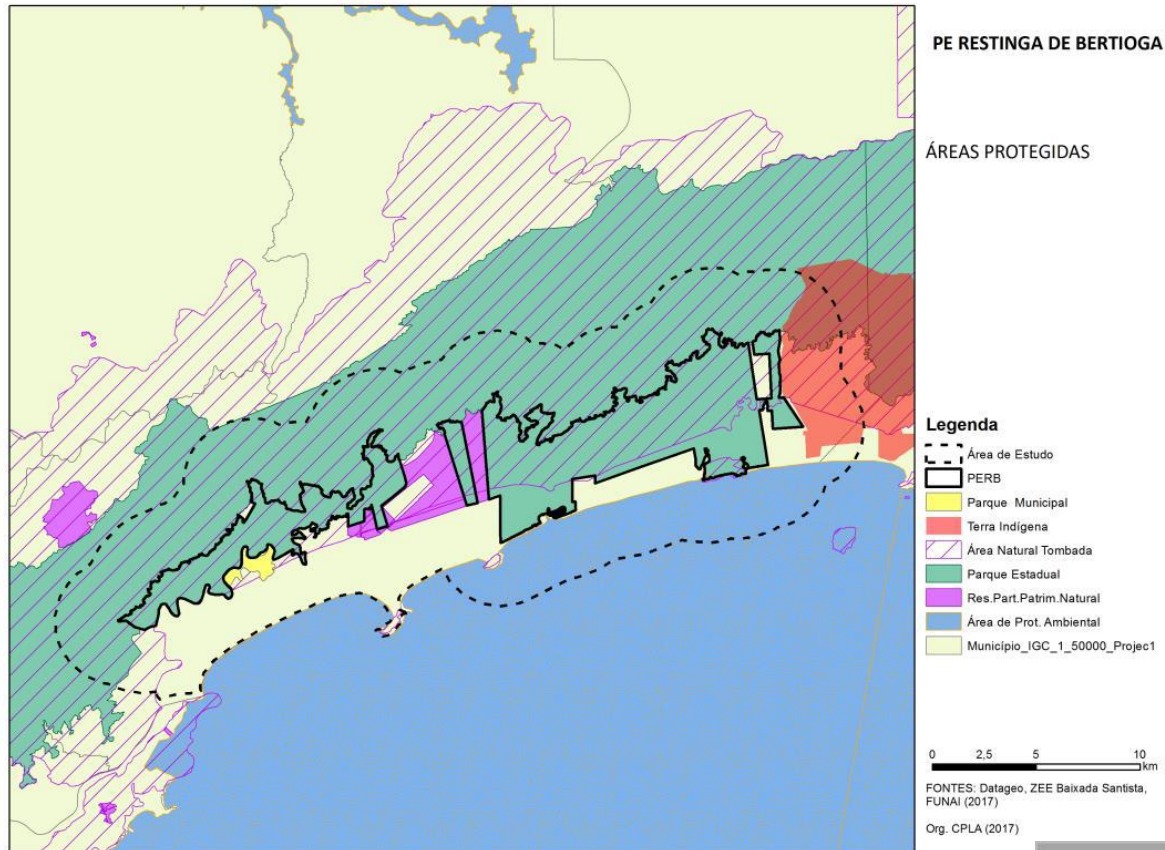 PE RESTINGA DE BERTIOGA
ÁREAS PROTEGIDAS
Legenda
Área de Estudo
PERB
Parque Municipal
Terra Indígena
Área Natural Tombada
Parque Estadual
Res.Part.Patrim.Natural
Área de Prot. Ambiental
Município_IGC_1_50000_Projec1
0 2,5 5 10
km
FONTES: Datageo, ZEE Baixada Santista,
FUNAI (2017)
Org. CPLA (2017)